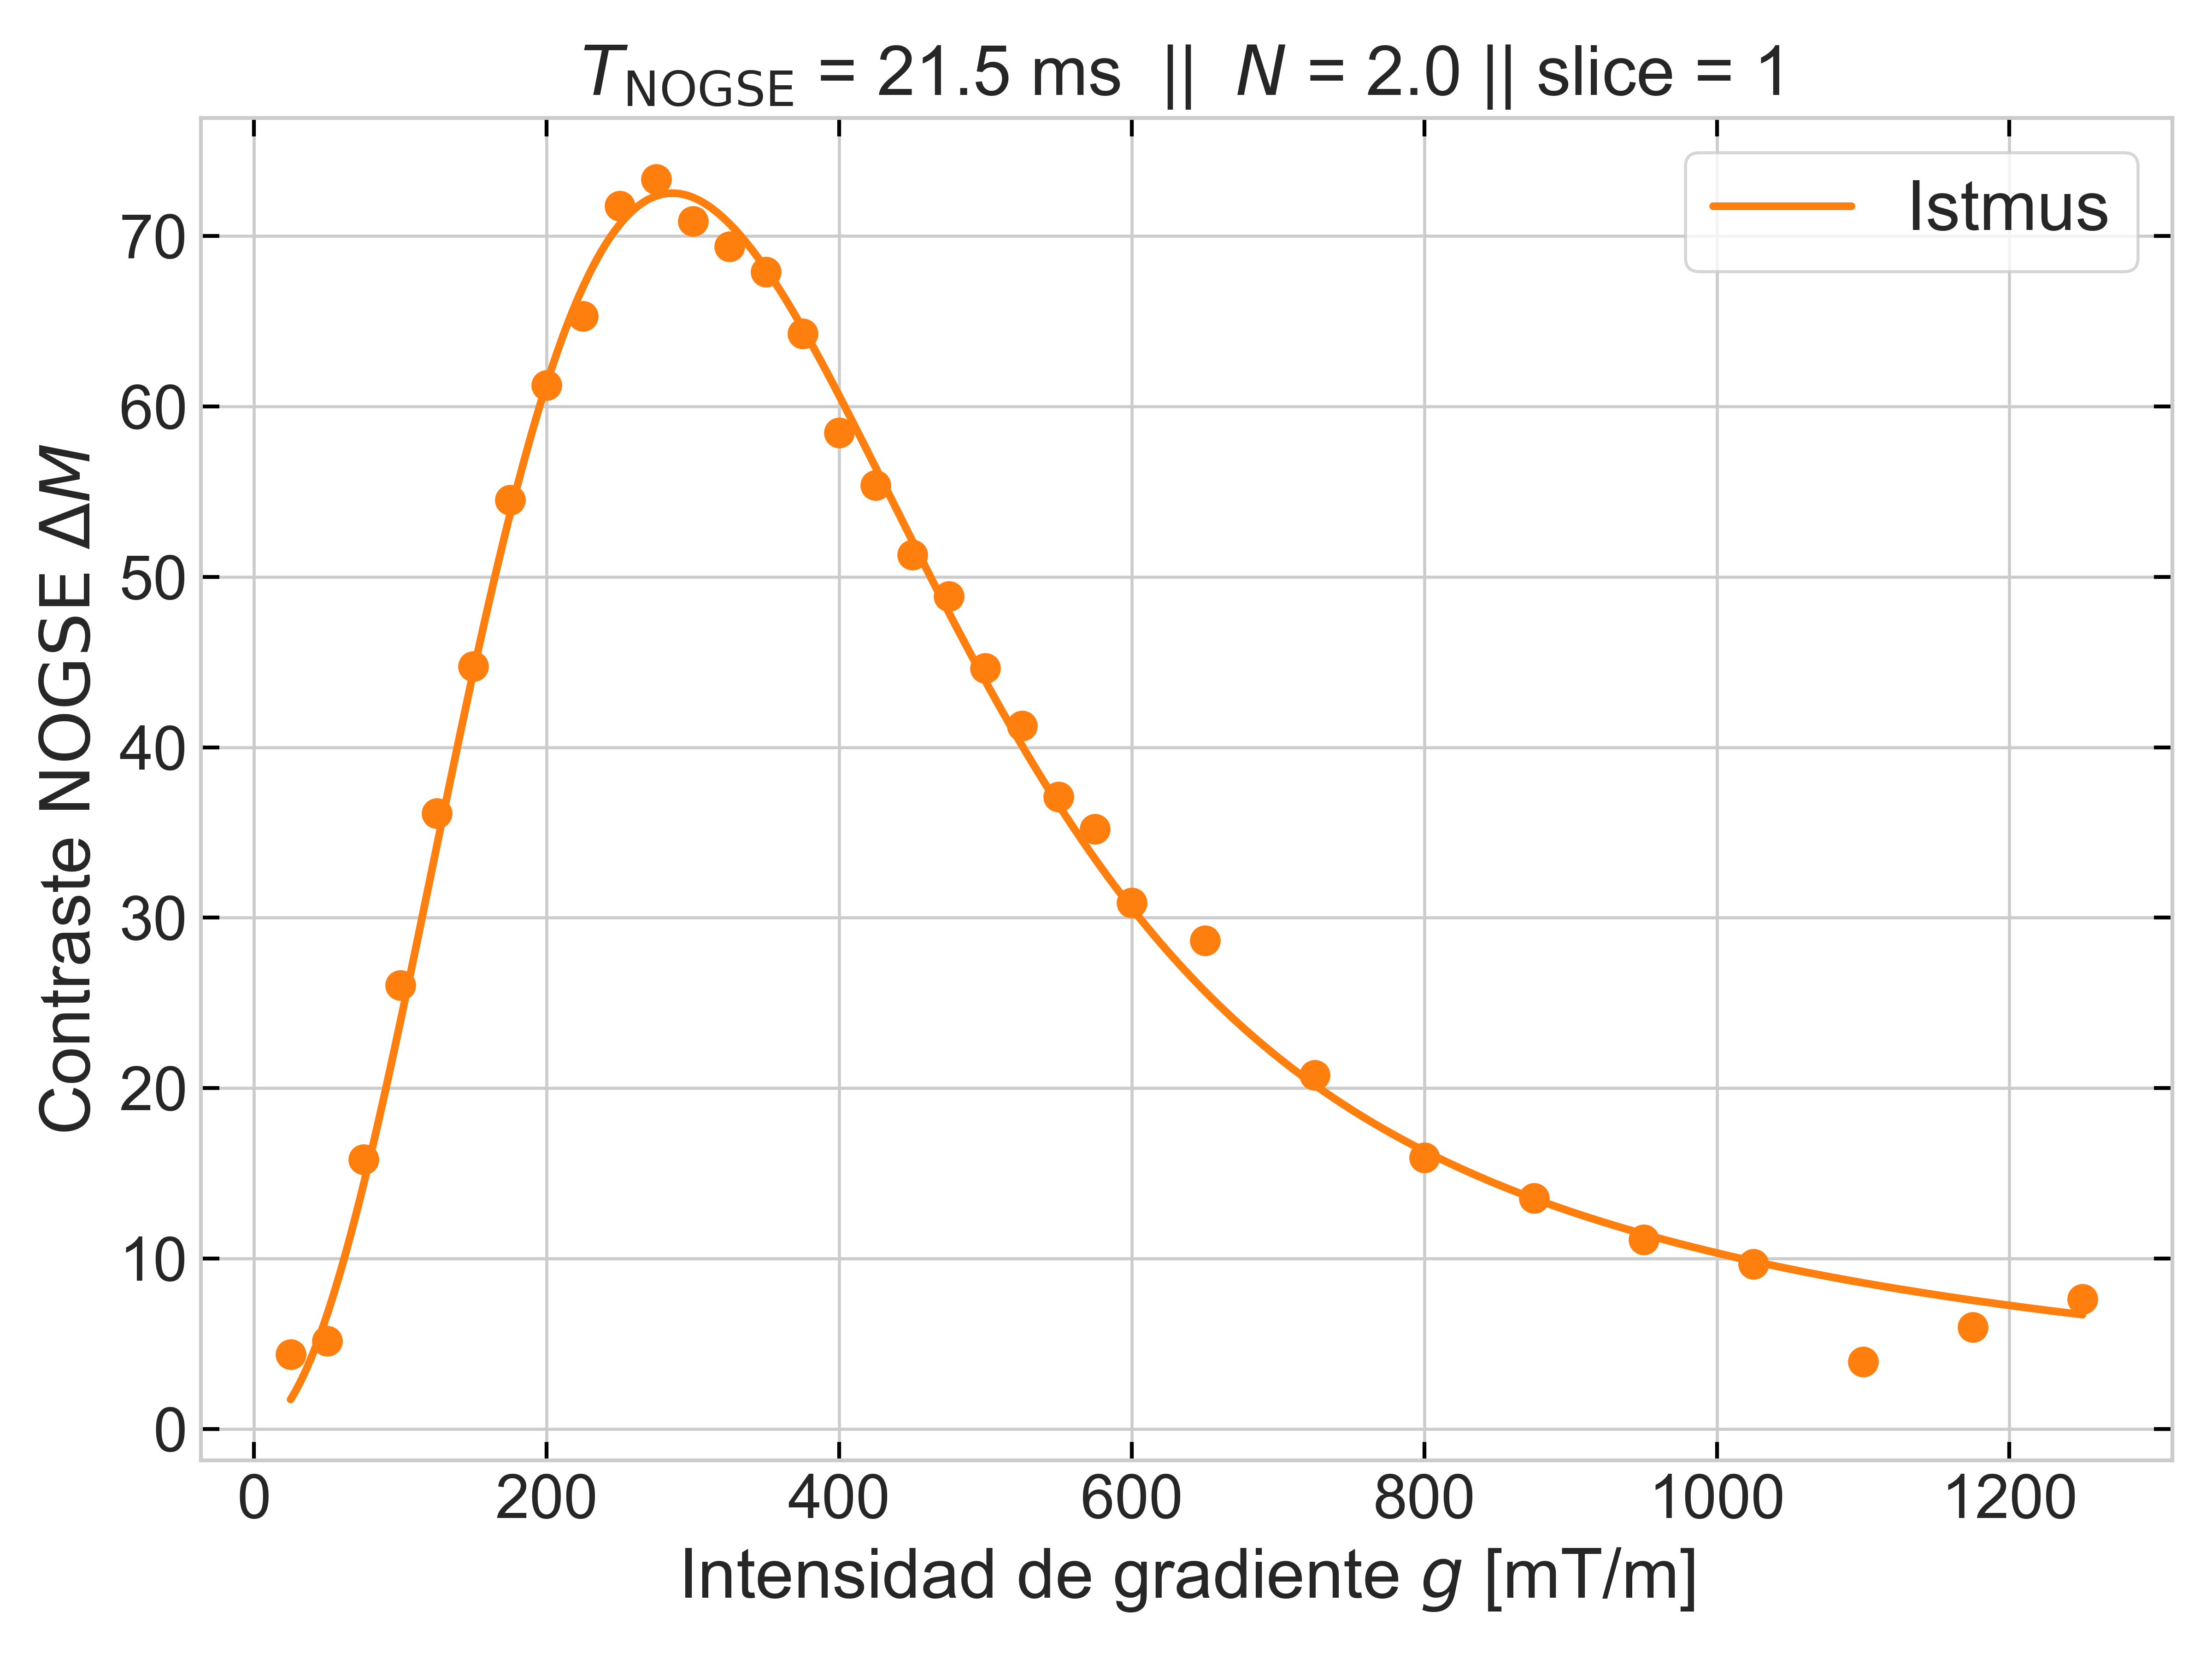 T_NOGSE = 21.5 ms || N = 2.0 || slice = 1
Istmus
Contraste NOGSE ΔM
70
60
50
40
30
20
10
0
0 200 400 600 800 1000 1200
Intensidad de gradiente g [mT/m]